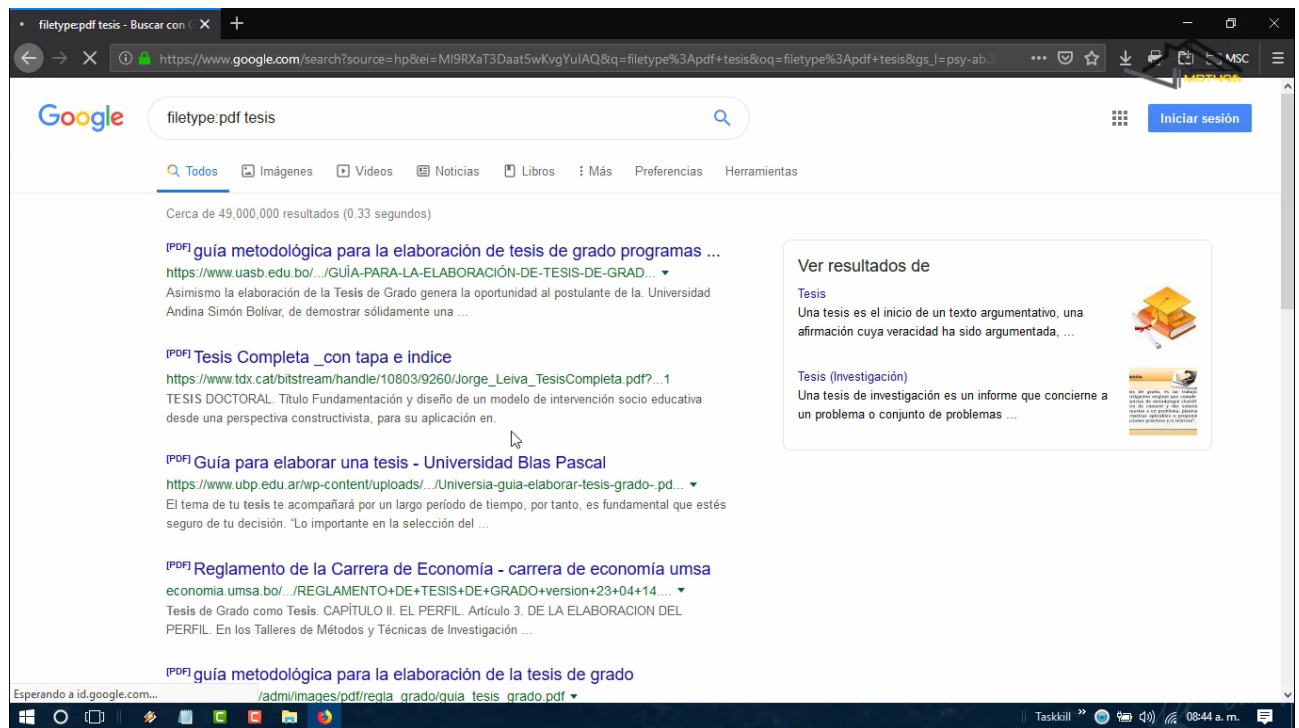 filetype:pdf tesis - Buscar con G
https://www.google.com/search?source=hp&ei=MI9RXaT3Daat5wKvgYulAQ&q=filetype%3Apdf+tesis&oq=filetype%3Apdf+tesis&gs_l=psy-ab.3
MSC
MOTHRS
Google
filetype:pdf tesis
Iniciar sesión
Todos Imágenes Videos Noticias Libros Más Preferencias Herramientas
Cerca de 49,000,000 resultados (0.33 segundos)
[PDF] guía metodológica para la elaboración de tesis de grado programas ...
https://www.uasb.edu.bo/.../GUÍA-PARA-LA-ELABORACIÓN-DE-TESIS-DE-GRAD...
Asimismo la elaboración de la Tesis de Grado genera la oportunidad al postulante de la. Universidad
Andina Simón Bolívar, de demostrar sólidamente una ...
[PDF] Tesis Completa _con tapa e indice
https://www.tdx.cat/bitstream/handle/10803/9260/Jorge_Leiva_TesisCompleta.pdf?...1
TESIS DOCTORAL. Título Fundamentación y diseño de un modelo de intervención socio educativa
desde una perspectiva constructivista, para su aplicación en.
[PDF] Guía para elaborar una tesis - Universidad Blas Pascal
https://www.ubp.edu.ar/wp-content/uploads/.../Universia-guia-elaborar-tesis-grado-.pd...
El tema de tu tesis te acompañará por un largo período de tiempo, por tanto, es fundamental que estés
seguro de tu decisión. “Lo importante en la selección del ...
[PDF] Reglamento de la Carrera de Economía - carrera de economía umsa
economia.umsa.bo/.../REGLAMENTO+DE+TESIS+DE+GRADO+version+23+04+14....
Tesis de Grado como Tesis. CAPÍTULO II. EL PERFIL. Artículo 3. DE LA ELABORACION DEL
PERFIL. En los Talleres de Métodos y Técnicas de Investigación ...
[PDF] guía metodológica para la elaboración de la tesis de grado
/admi/images/pdf/regla_grado/guia_tesis_grado.pdf
Ver resultados de
Tesis
Una tesis es el inicio de un texto argumentativo, una
afirmación cuya veracidad ha sido argumentada, ...
Tesis (Investigación)
Una tesis de investigación es un informe que concierne a
un problema o conjunto de problemas ...
Esperando a id.google.com...
Taskkill
08:44 a. m.